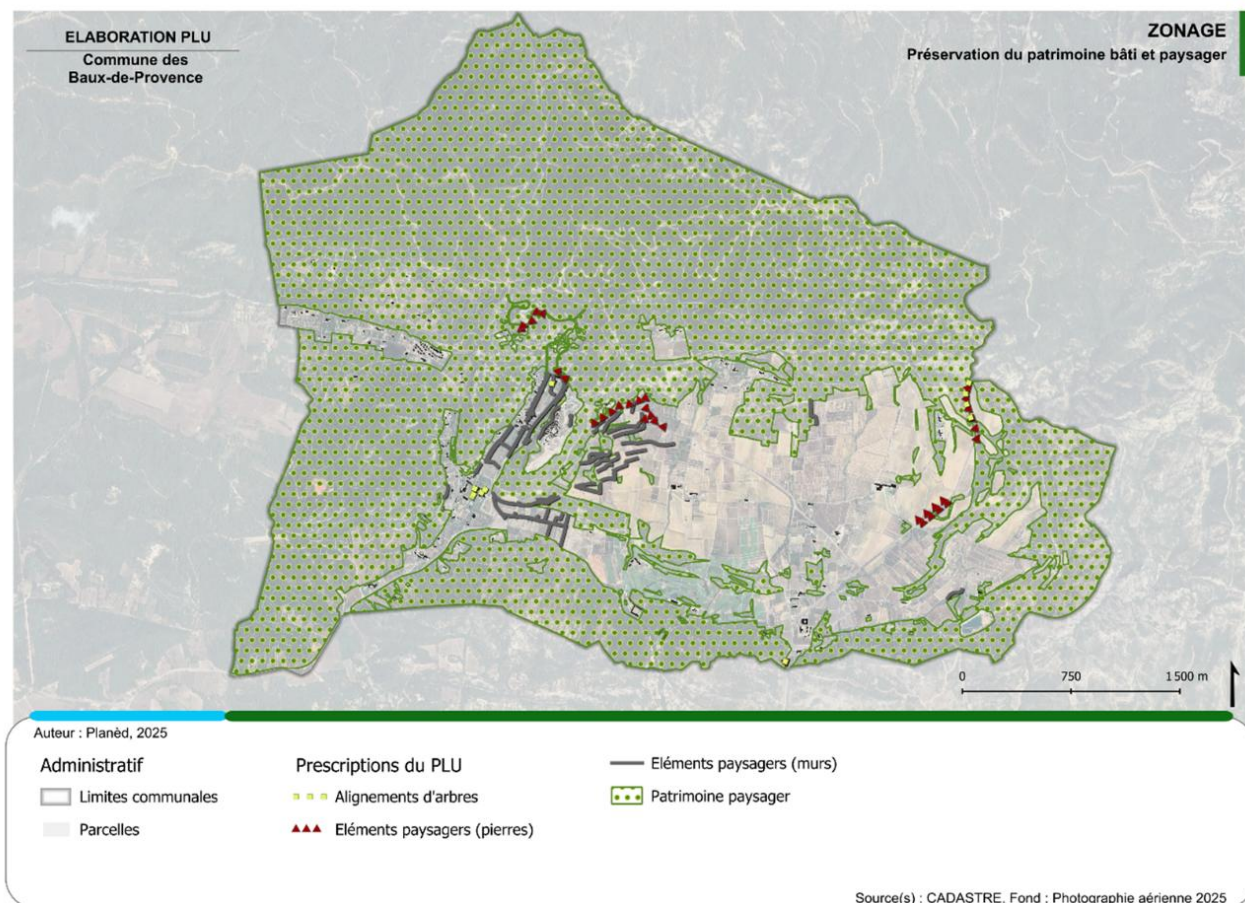 ELABORATION PLU
Commune des
Baux-de-Provence
ZONAGE
Préservation du patrimoine bâti et paysager
0 750 1 500 m
Auteur : Planèd, 2025
Administratif
Limites communales
Parcelles
Prescriptions du PLU
Alignements d'arbres
Eléments paysagers (pierres)
Eléments paysagers (murs)
Patrimoine paysager
Source(s) : CADASTRE, Fond : Photographie aérienne 2025